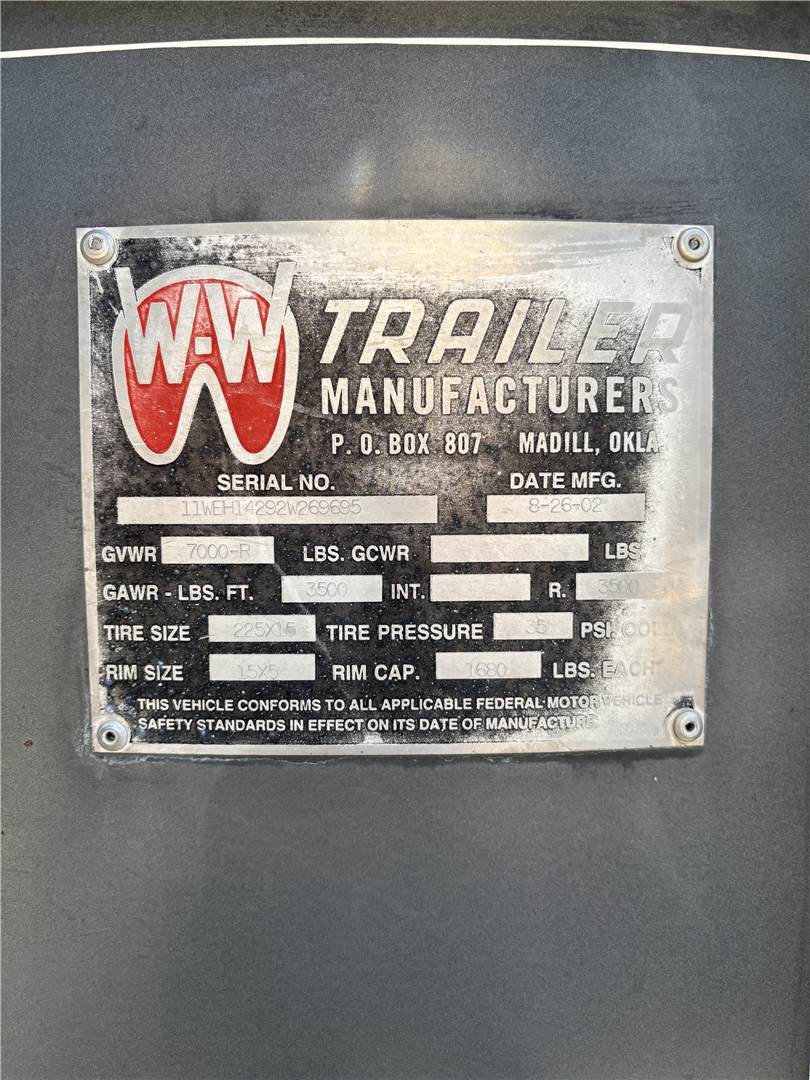 W-W
TRAILER
MANUFACTURERS
P. O. BOX 807 MADILL, OKLA.
SERIAL NO. DATE MFG.
11WEH14292W269695 8-26-02
GVWR 7000-R LBS. GCWR LBS.
GAWR - LBS. FT. 3500 INT. R. 3500
TIRE SIZE 225X15 TIRE PRESSURE 35 PSI. COLD
RIM SIZE 15X5 RIM CAP. 1680 LBS. EACH
THIS VEHICLE CONFORMS TO ALL APPLICABLE FEDERAL MOTOR VEHICLE
SAFETY STANDARDS IN EFFECT ON ITS DATE OF MANUFACTURE